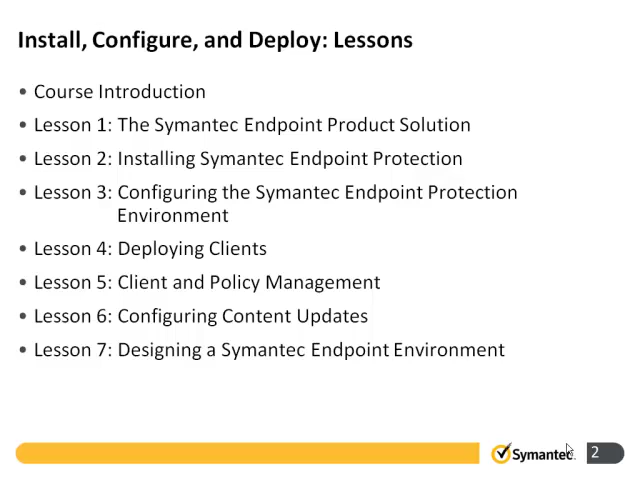 Install, Configure, and Deploy: Lessons
• Course Introduction
• Lesson 1: The Symantec Endpoint Product Solution
• Lesson 2: Installing Symantec Endpoint Protection
• Lesson 3: Configuring the Symantec Endpoint Protection
Environment
• Lesson 4: Deploying Clients
• Lesson 5: Client and Policy Management
• Lesson 6: Configuring Content Updates
• Lesson 7: Designing a Symantec Endpoint Environment
Symantec. 2